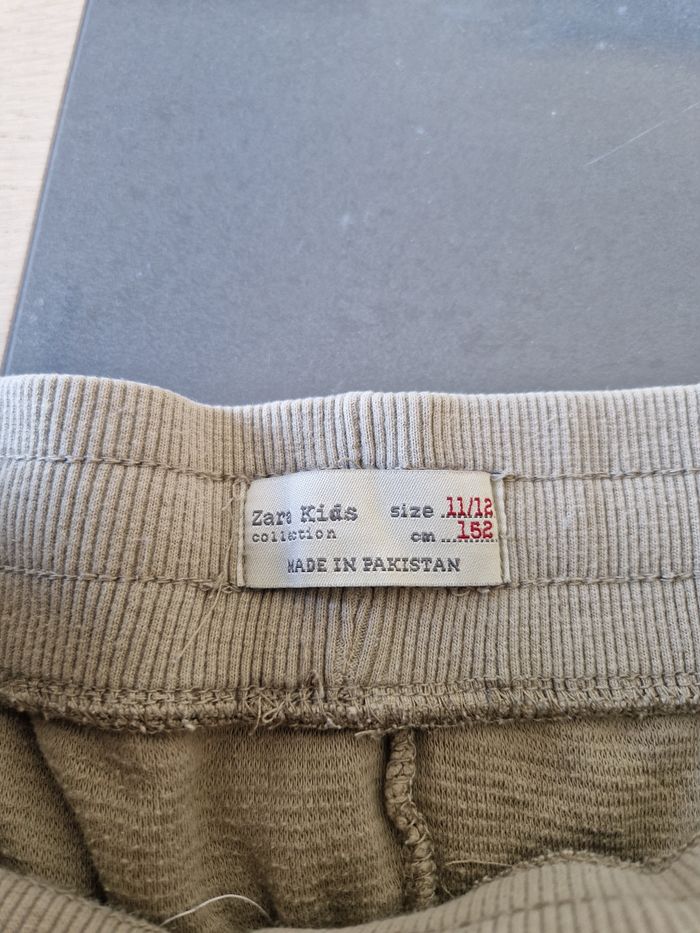 Zara Kids size 11/12
collection cm 152
MADE IN PAKISTAN